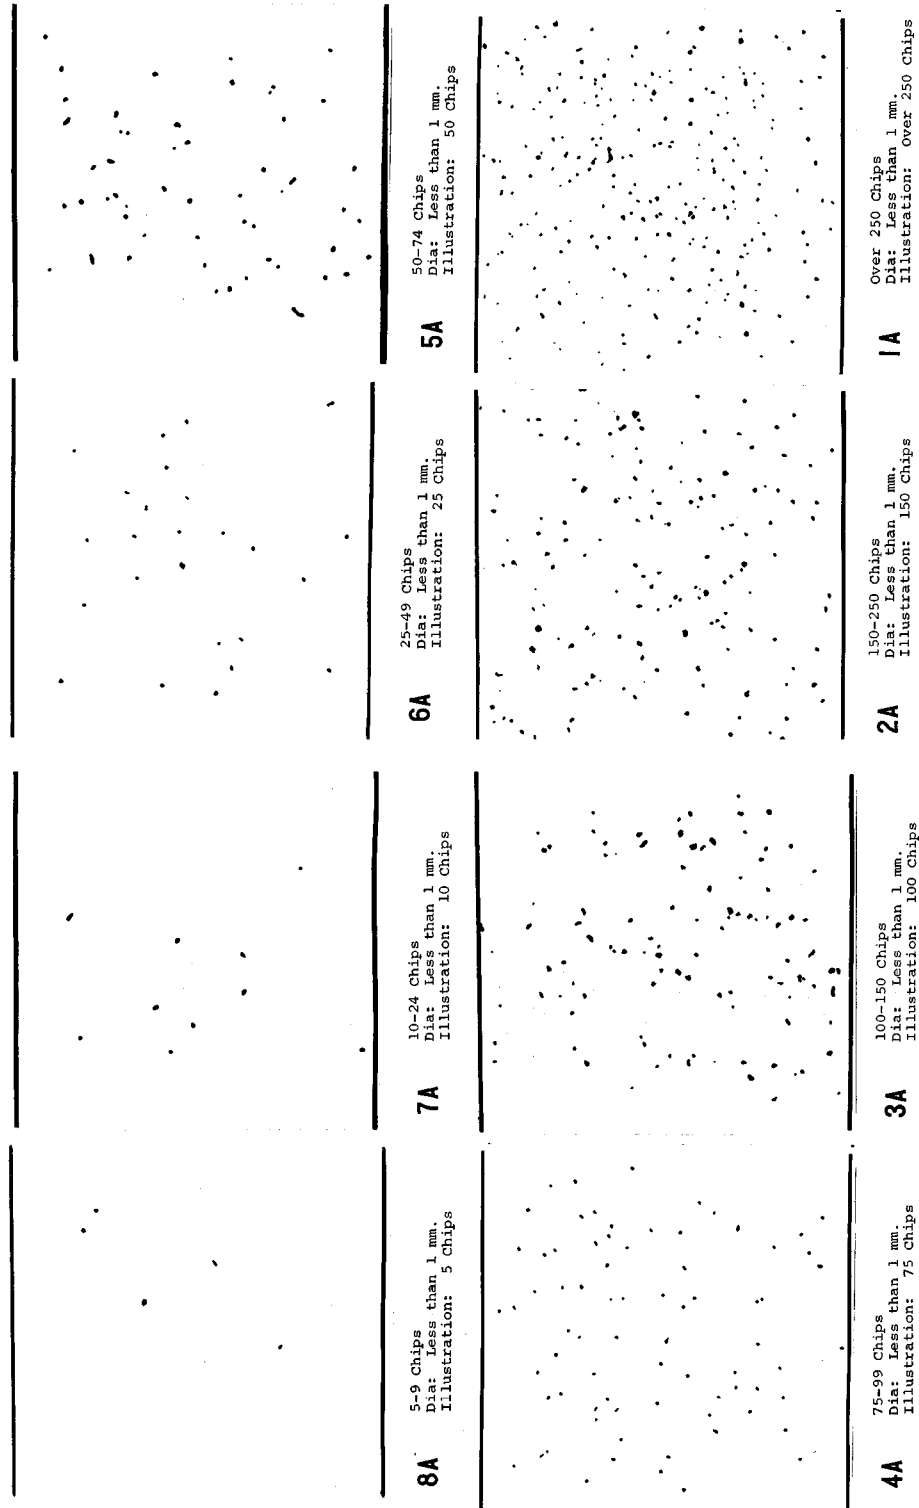 8A
5-9 Chips
Dia: Less than 1 mm.
Illustration: 5 Chips
7A
10-24 Chips
Dia: Less than 1 mm.
Illustration: 10 Chips
6A
25-49 Chips
Dia: Less than 1 mm.
Illustration: 25 Chips
5A
50-74 Chips
Dia: Less than 1 mm.
Illustration: 50 Chips
4A
75-99 Chips
Dia: Less than 1 mm.
Illustration: 75 Chips
3A
100-150 Chips
Dia: Less than 1 mm.
Illustration: 100 Chips
2A
150-250 Chips
Dia: Less than 1 mm.
Illustration: 150 Chips
1A
Over 250 Chips
Dia: Less than 1 mm.
Illustration: Over 250 Chips